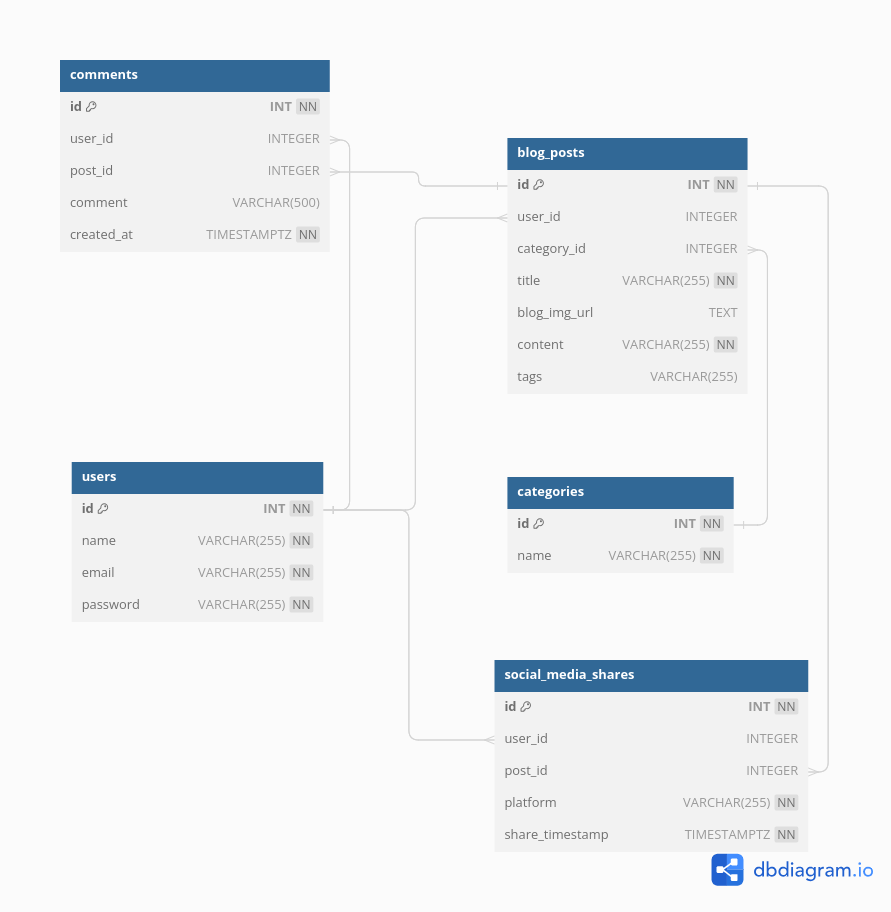 comments
id INT NN
user_id INTEGER
post_id INTEGER
comment VARCHAR(500)
created_at TIMESTAMPTZ NN
blog_posts
id INT NN
user_id INTEGER
category_id INTEGER
title VARCHAR(255) NN
blog_img_url TEXT
content VARCHAR(255) NN
tags VARCHAR(255)
users
id INT NN
name VARCHAR(255) NN
email VARCHAR(255) NN
password VARCHAR(255) NN
categories
id INT NN
name VARCHAR(255) NN
social_media_shares
id INT NN
user_id INTEGER
post_id INTEGER
platform VARCHAR(255) NN
share_timestamp TIMESTAMPTZ NN
dbdiagram.io